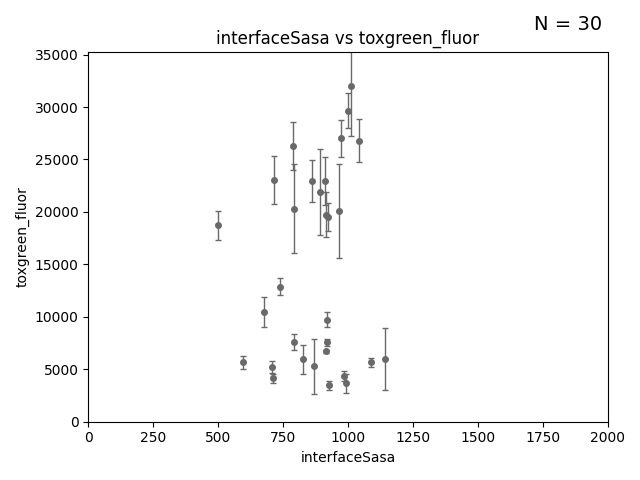 N = 30
interfaceSasa vs toxgreen_fluor
35000
30000
25000
20000
15000
10000
5000
0
toxgreen_fluor
0 250 500 750 1000 1250 1500 1750 2000
interfaceSasa